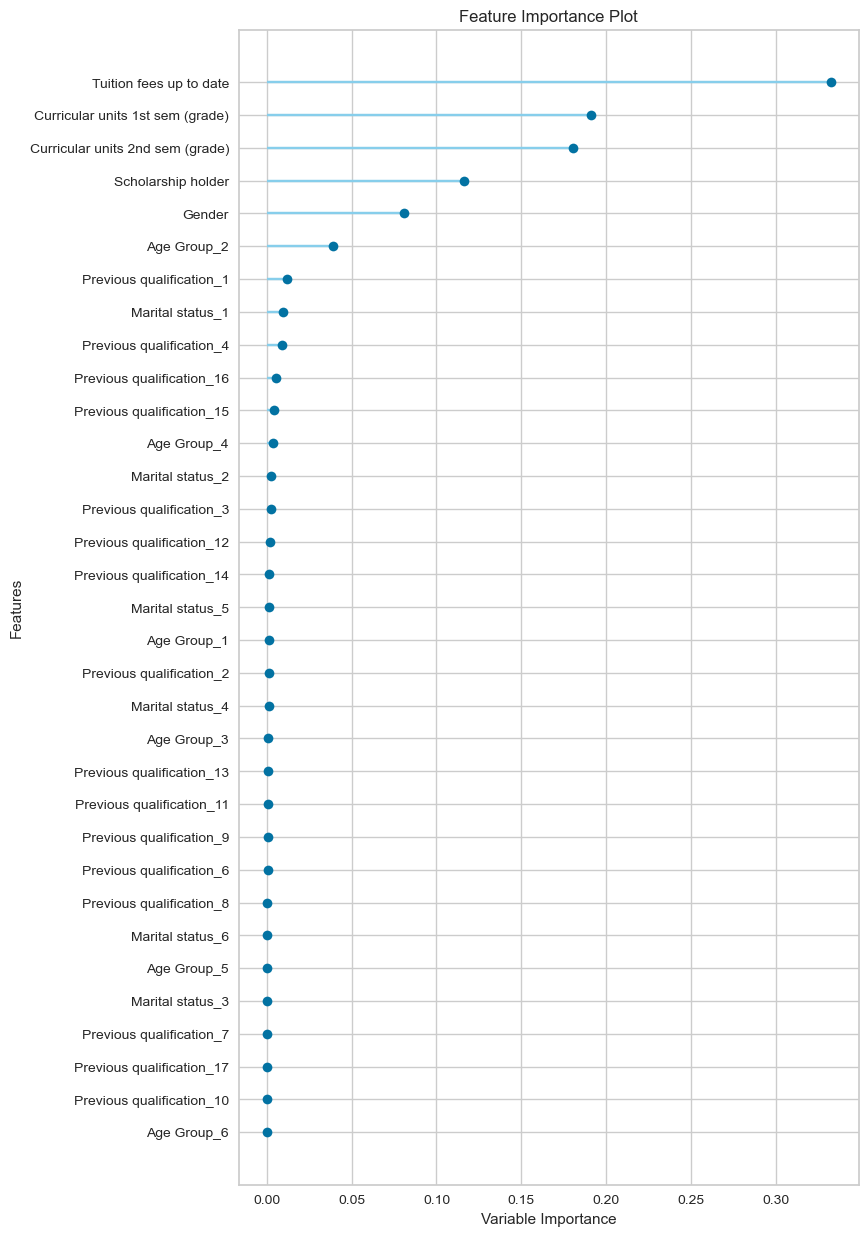 Feature Importance Plot
Tuition fees up to date
Curricular units 1st sem (grade)
Curricular units 2nd sem (grade)
Scholarship holder
Gender
Age Group_2
Previous qualification_1
Marital status_1
Previous qualification_4
Previous qualification_16
Previous qualification_15
Age Group_4
Marital status_2
Previous qualification_3
Previous qualification_12
Previous qualification_14
Marital status_5
Age Group_1
Previous qualification_2
Marital status_4
Age Group_3
Previous qualification_13
Previous qualification_11
Previous qualification_9
Previous qualification_6
Previous qualification_8
Marital status_6
Age Group_5
Marital status_3
Previous qualification_7
Previous qualification_17
Previous qualification_10
Age Group_6
Features
0.00 0.05 0.10 0.15 0.20 0.25 0.30
Variable Importance